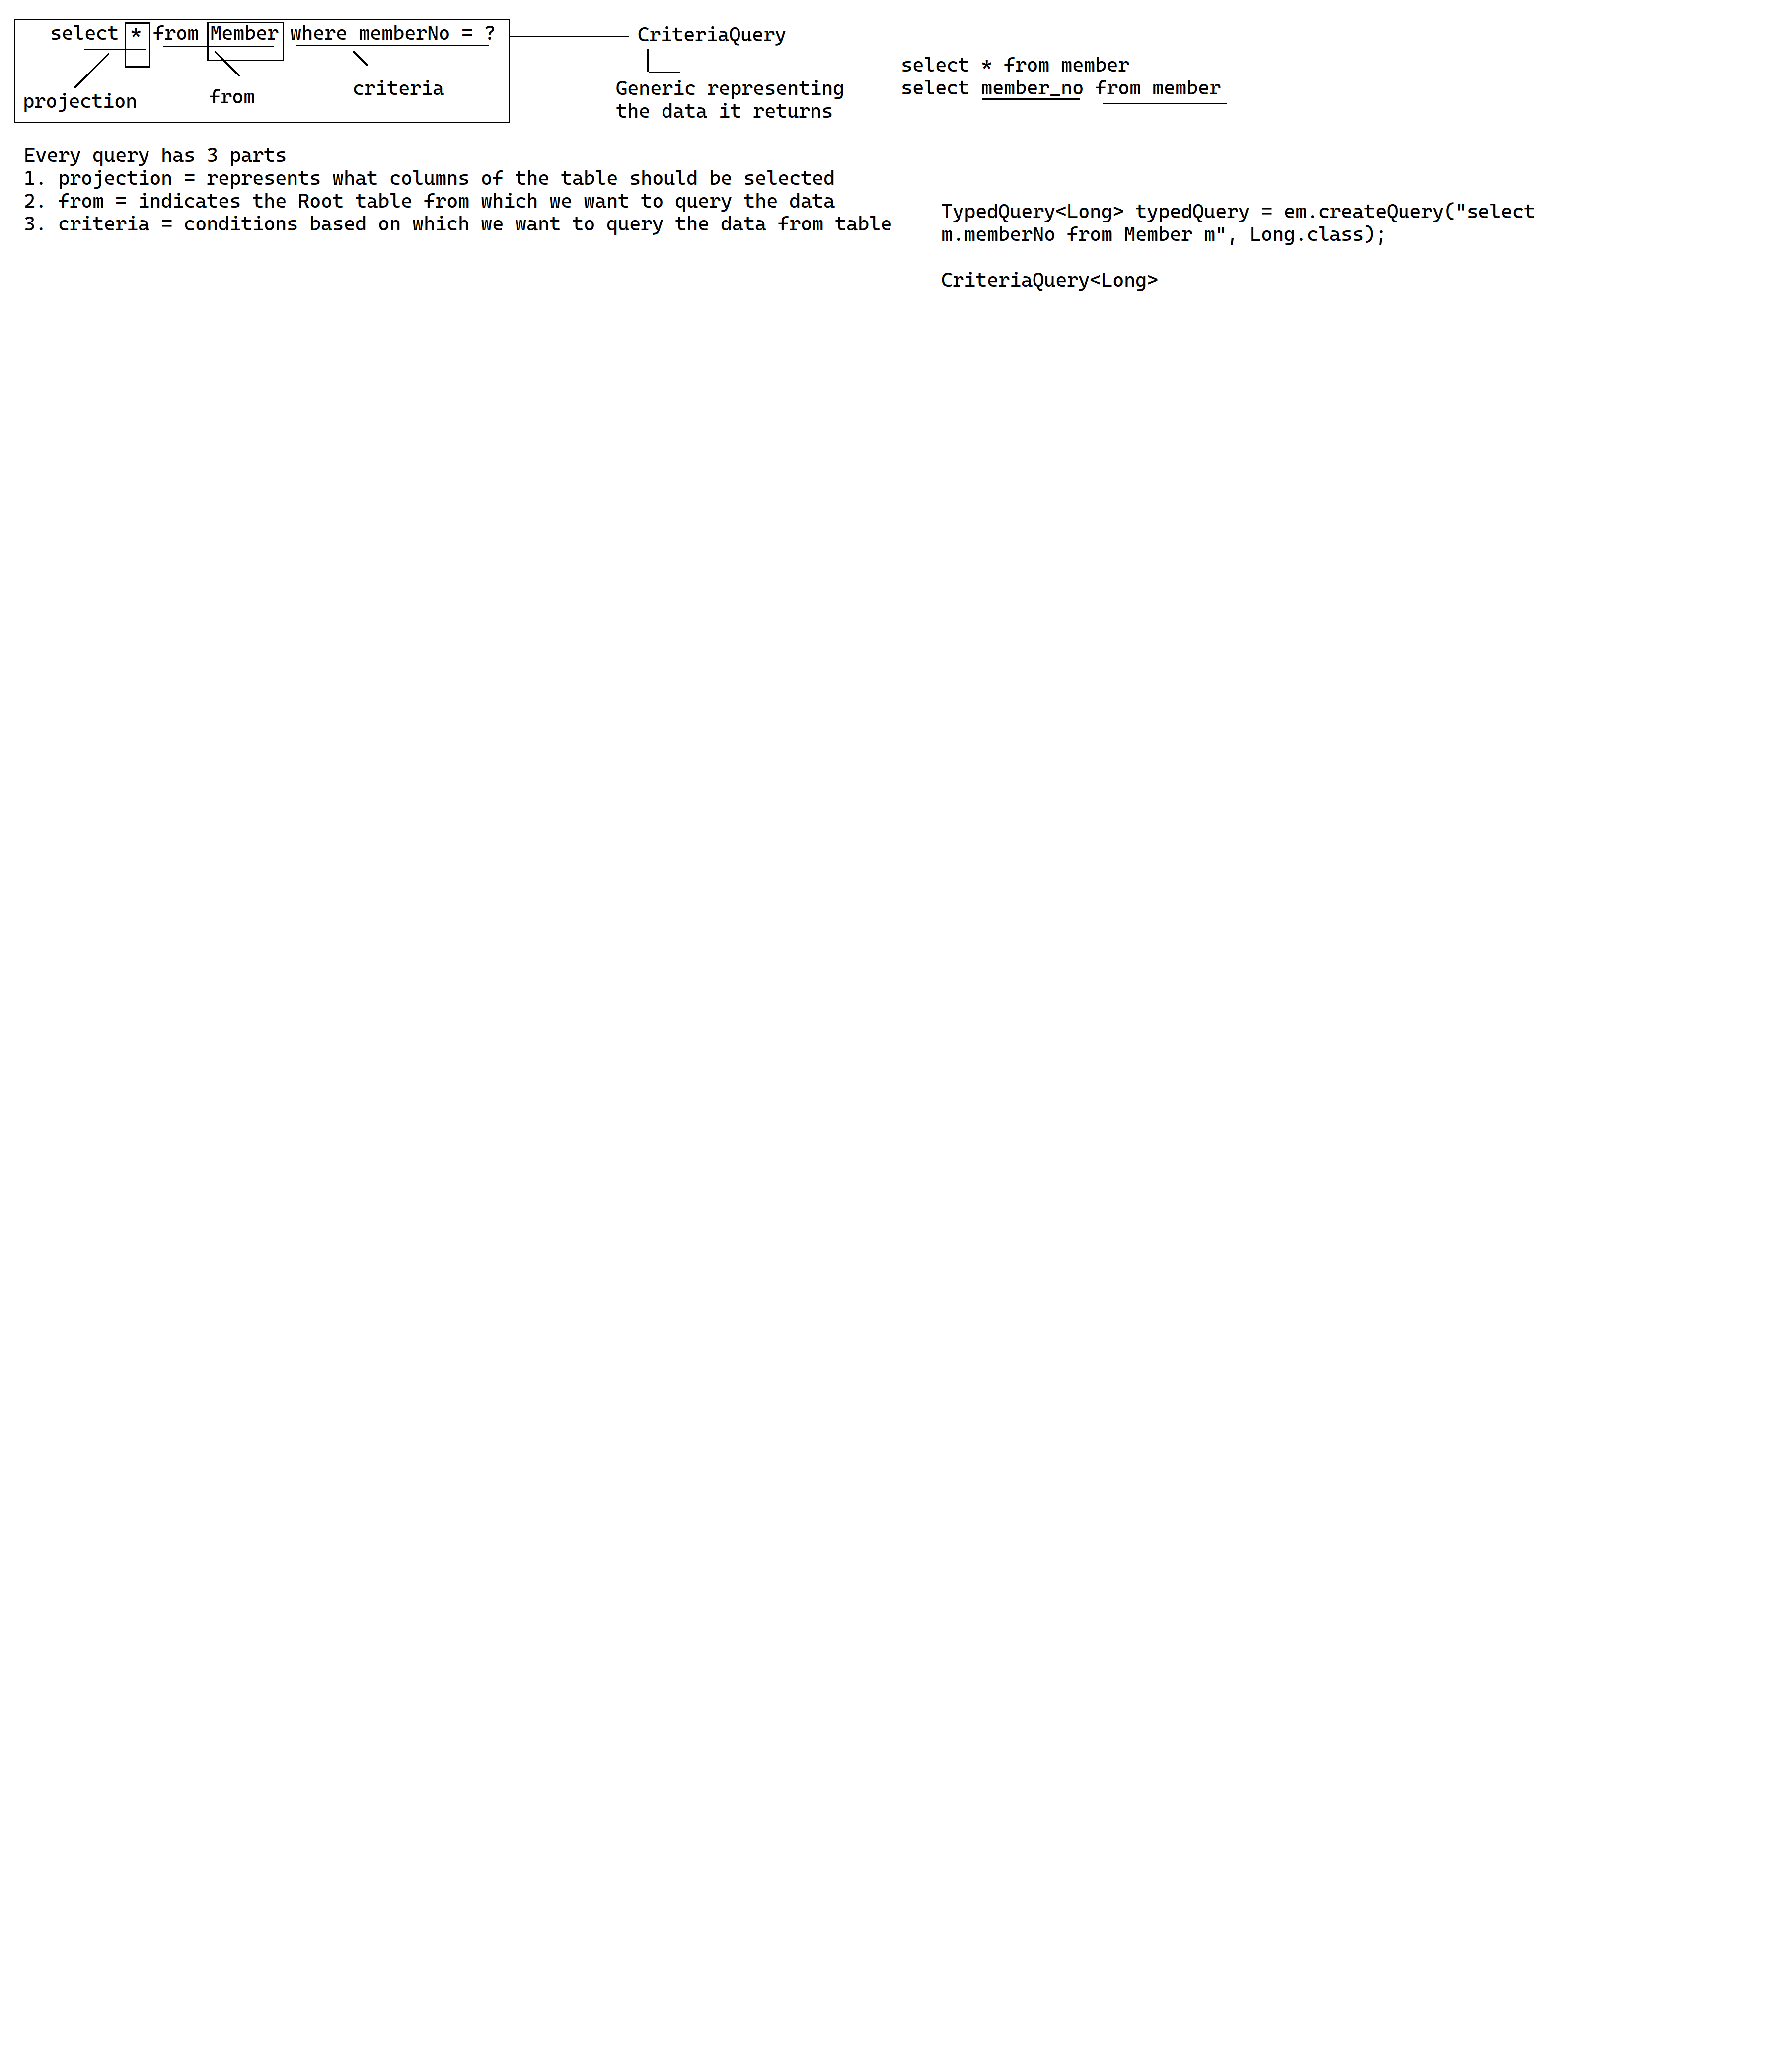 select * from Member where memberNo = ?
projection
from
criteria
CriteriaQuery
Generic representing
the data it returns
select * from member
select member_no from member
Every query has 3 parts
1. projection = represents what columns of the table should be selected
2. from = indicates the Root table from which we want to query the data
3. criteria = conditions based on which we want to query the data from table
TypedQuery<Long> typedQuery = em.createQuery("select
m.memberNo from Member m", Long.class);
CriteriaQuery<Long>